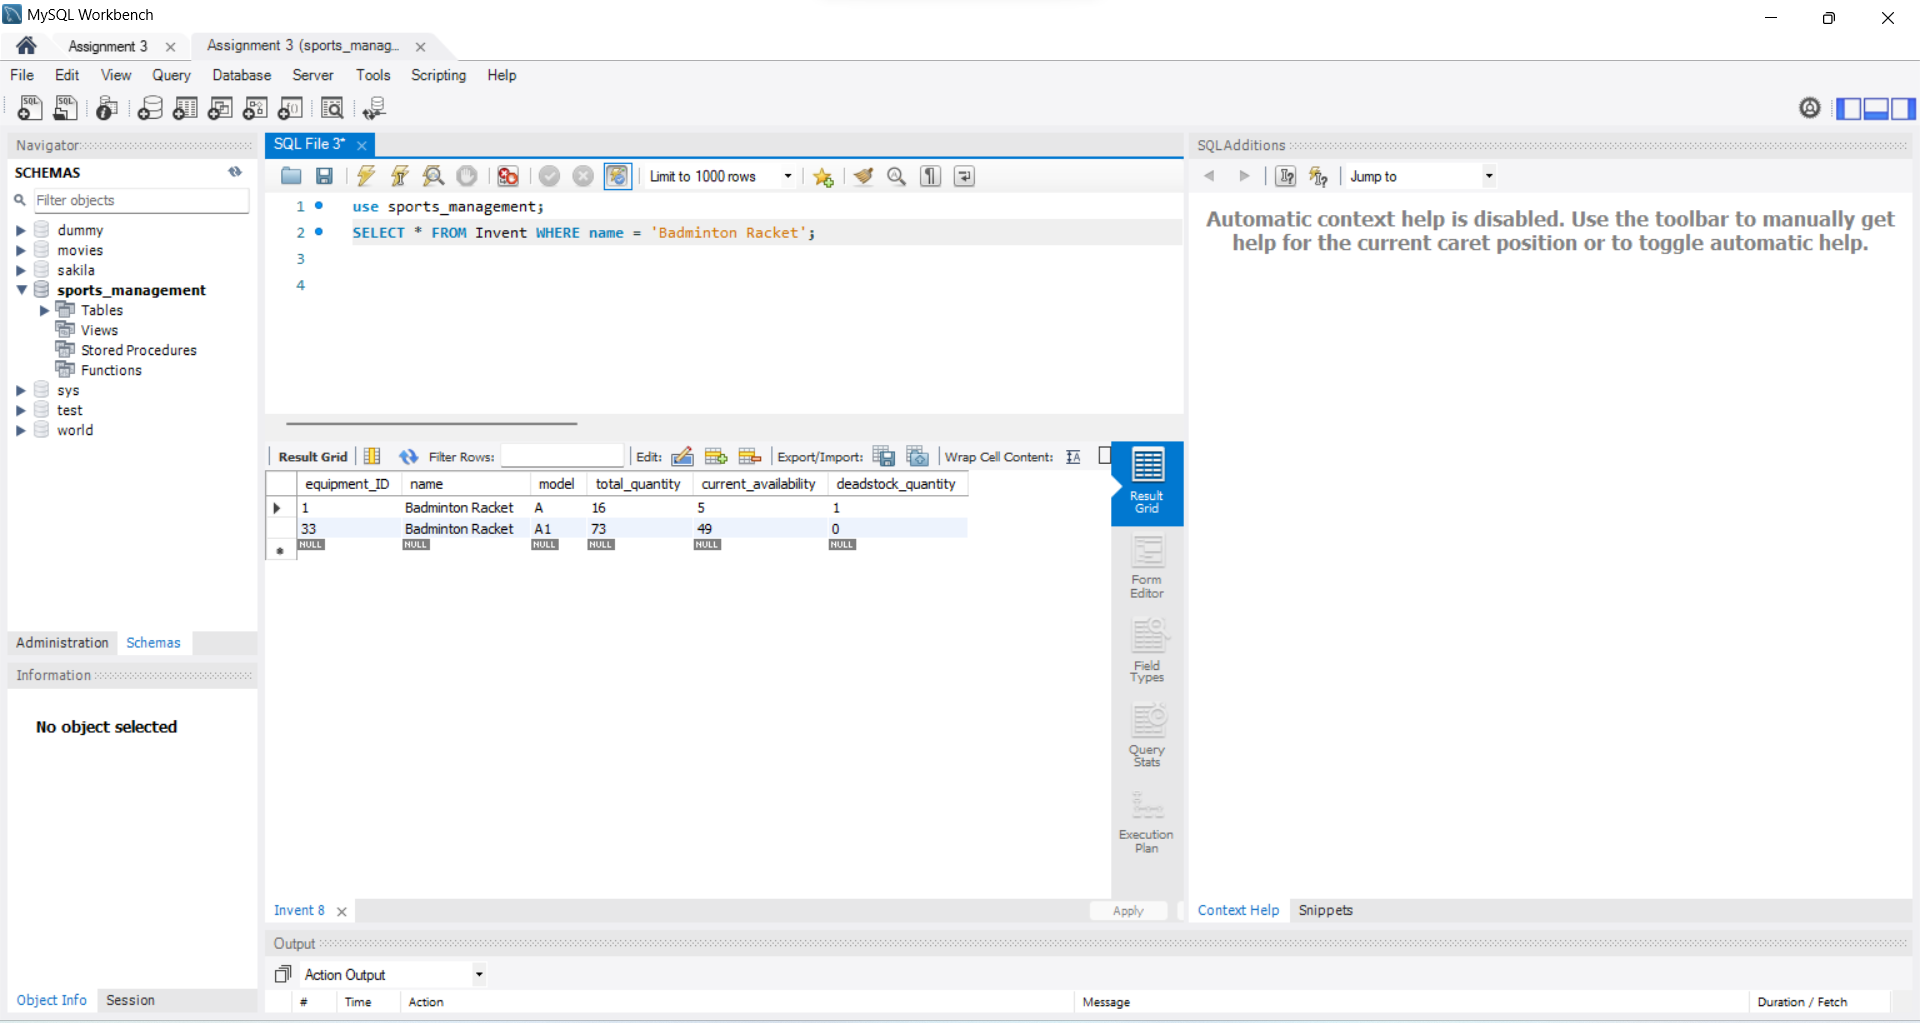 MySQL Workbench
Assignment 3
Assignment 3 (sports_manag...
File Edit View Query Database Server Tools Scripting Help
Navigator
SCHEMAS
Filter objects
dummy
movies
sakila
sports_management
Tables
Views
Stored Procedures
Functions
sys
test
world
Administration Schemas
Information
No object selected
Object Info Session
SQL File 3*
Limit to 1000 rows
1 use sports_management;
2 SELECT * FROM Invent WHERE name = 'Badminton Racket';
3
4
Result Grid Filter Rows: Edit: Export/Import: Wrap Cell Content:
equipment_ID name model total_quantity current_availability deadstock_quantity
1 Badminton Racket A 16 5 1
33 Badminton Racket A1 73 49 0
NULL NULL NULL NULL NULL NULL
Result
Grid
Form
Editor
Field
Types
Query
Stats
Execution
Plan
Invent 8
Apply
SQLAdditions
Jump to
Automatic context help is disabled. Use the toolbar to manually get
help for the current caret position or to toggle automatic help.
Context Help Snippets
Output
Action Output
# Time Action Message Duration / Fetch